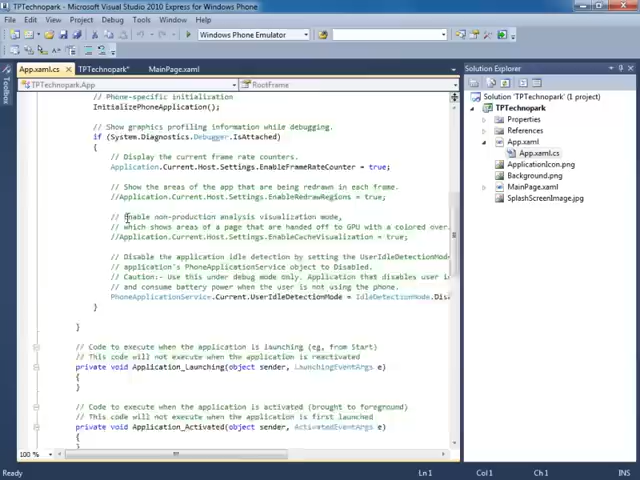 TPTechnopark - Microsoft Visual Studio 2010 Express for Windows Phone
File Edit View Project Debug Tools Window Help
Windows Phone Emulator
App.xaml.cs TPTechnopark* MainPage.xaml
TPTechnopark.App RootFrame
Toolbox
// Phone-specific initialization
InitializePhoneApplication();
// Show graphics profiling information while debugging.
if (System.Diagnostics.Debugger.IsAttached)
{
// Display the current frame rate counters.
Application.Current.Host.Settings.EnableFrameRateCounter = true;
// Show the areas of the app that are being redrawn in each frame.
//Application.Current.Host.Settings.EnableRedrawRegions = true;
// Enable non-production analysis visualization mode,
// which shows areas of a page that are handed off to GPU with a colored over
//Application.Current.Host.Settings.EnableCacheVisualization = true;
// Disable the application idle detection by setting the UserIdleDetectionMode
// application's PhoneApplicationService object to Disabled.
// Caution:- Use this under debug mode only. Application that disables user i
// and consume battery power when the user is not using the phone.
PhoneApplicationService.Current.UserIdleDetectionMode = IdleDetectionMode.Dis
}
}
// Code to execute when the application is launching (eg, from Start)
// This code will not execute when the application is reactivated
private void Application_Launching(object sender, LaunchingEventArgs e)
{
}
// Code to execute when the application is activated (brought to foreground)
// This code will not execute when the application is first launched
private void Application_Activated(object sender, ActivatedEventArgs e)
{
}
100 %
Solution Explorer
Solution 'TPTechnopark' (1 project)
TPTechnopark
Properties
References
App.xaml
App.xaml.cs
ApplicationIcon.png
Background.png
MainPage.xaml
SplashScreenImage.jpg
Ready Ln 1 Col 1 Ch 1 INS